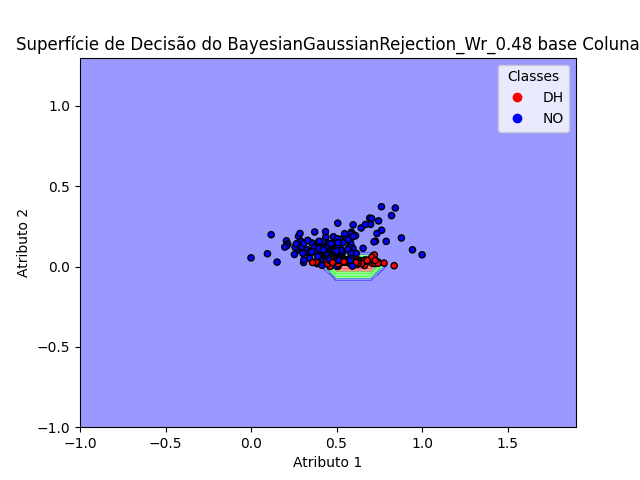 Superfície de Decisão do BayesianGaussianRejection_Wr_0.48 base Coluna
Classes
DH
NO
1.0
0.5
0.0
−0.5
−1.0
Atributo 2
−1.0
−0.5
0.0
0.5
1.0
1.5
Atributo 1